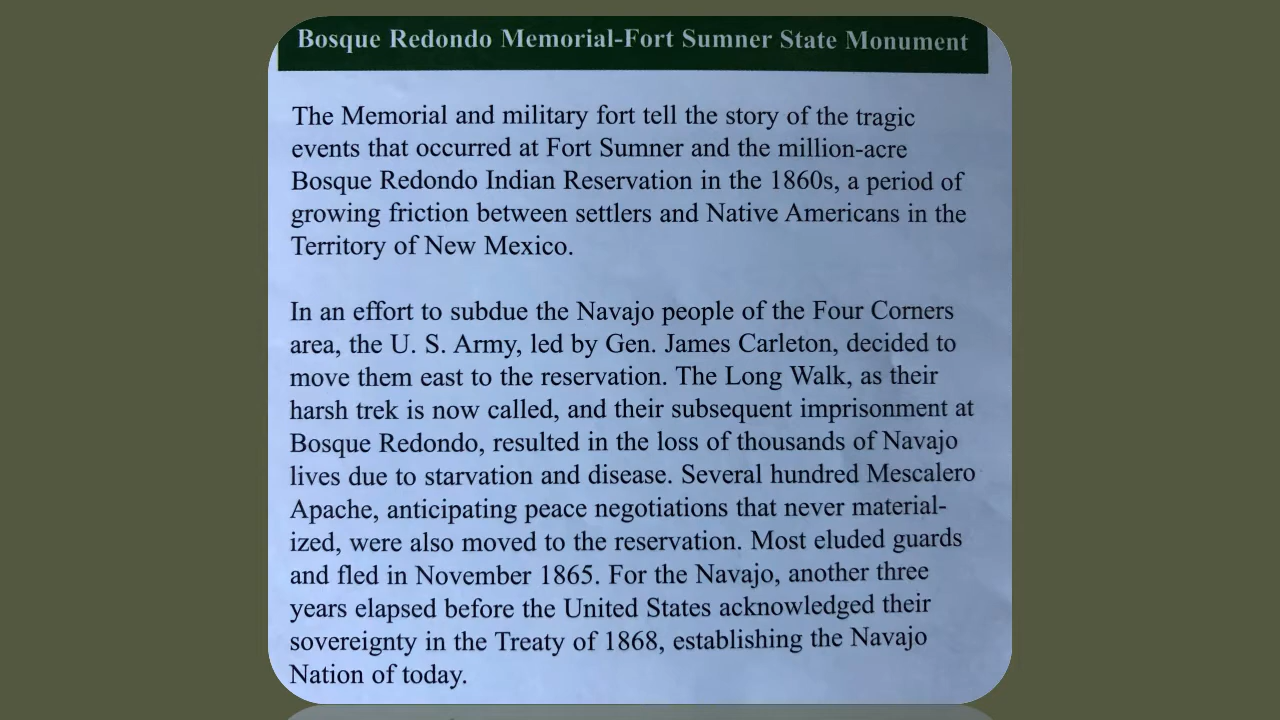 Bosque Redondo Memorial-Fort Sumner State Monument
The Memorial and military fort tell the story of the tragic
events that occurred at Fort Sumner and the million-acre
Bosque Redondo Indian Reservation in the 1860s, a period of
growing friction between settlers and Native Americans in the
Territory of New Mexico.
In an effort to subdue the Navajo people of the Four Corners
area, the U. S. Army, led by Gen. James Carleton, decided to
move them east to the reservation. The Long Walk, as their
harsh trek is now called, and their subsequent imprisonment at
Bosque Redondo, resulted in the loss of thousands of Navajo
lives due to starvation and disease. Several hundred Mescalero
Apache, anticipating peace negotiations that never material-
ized, were also moved to the reservation. Most eluded guards
and fled in November 1865. For the Navajo, another three
years elapsed before the United States acknowledged their
sovereignty in the Treaty of 1868, establishing the Navajo
Nation of today.